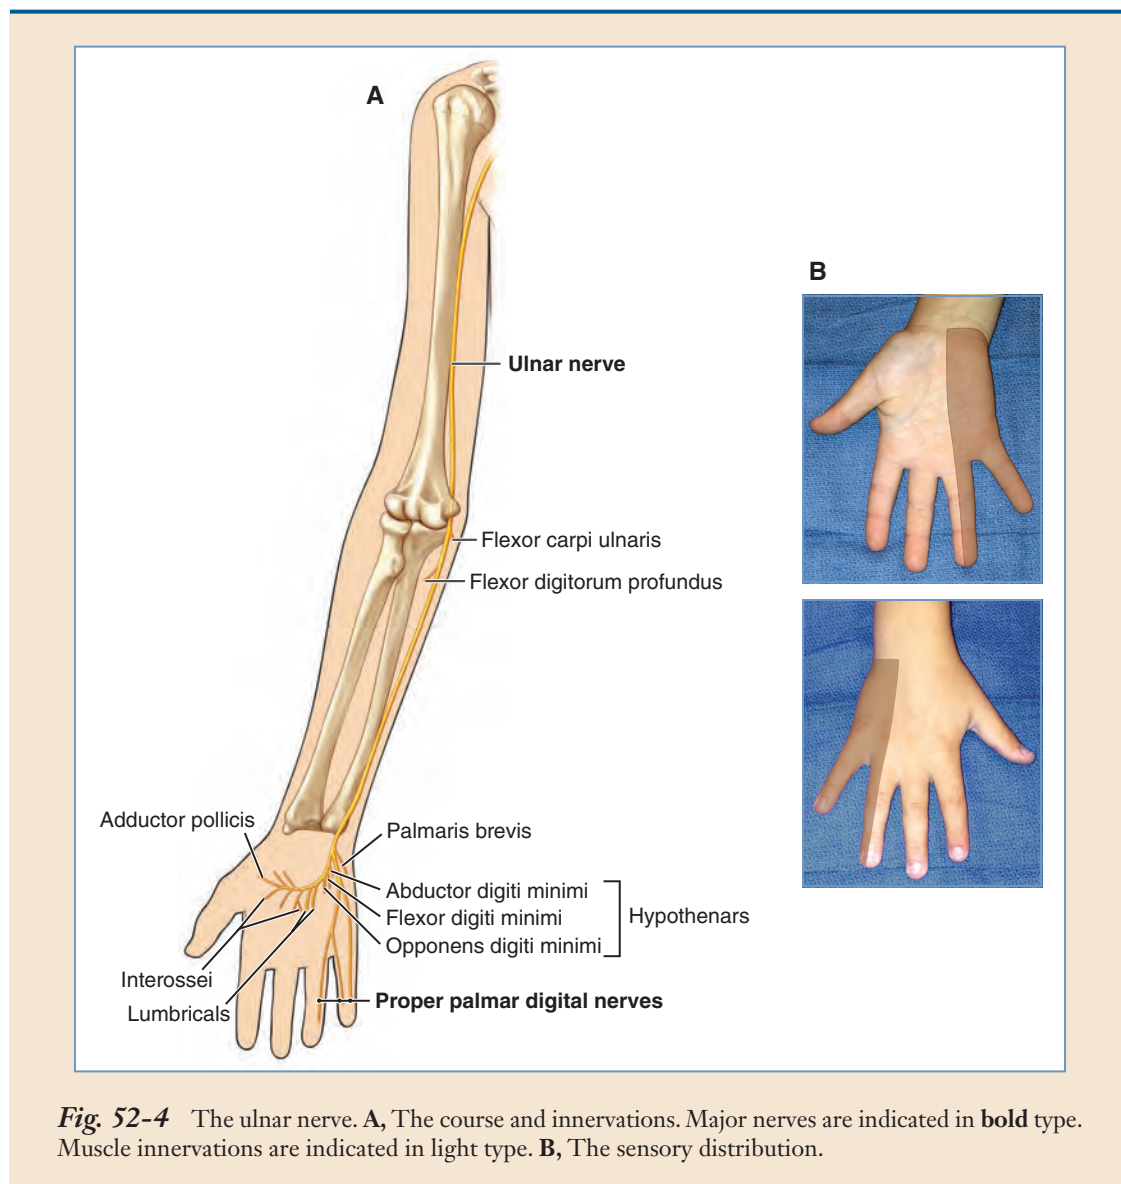 A
B
Ulnar nerve
Flexor carpi ulnaris
Flexor digitorum profundus
Adductor pollicis
Palmaris brevis
Abductor digiti minimi
Flexor digiti minimi
Hypothenars
Opponens digiti minimi
Interossei
Proper palmar digital nerves
Lumbricals
Fig. 52-4 The ulnar nerve. A, The course and innervations. Major nerves are indicated in bold type.
Muscle innervations are indicated in light type. B, The sensory distribution.